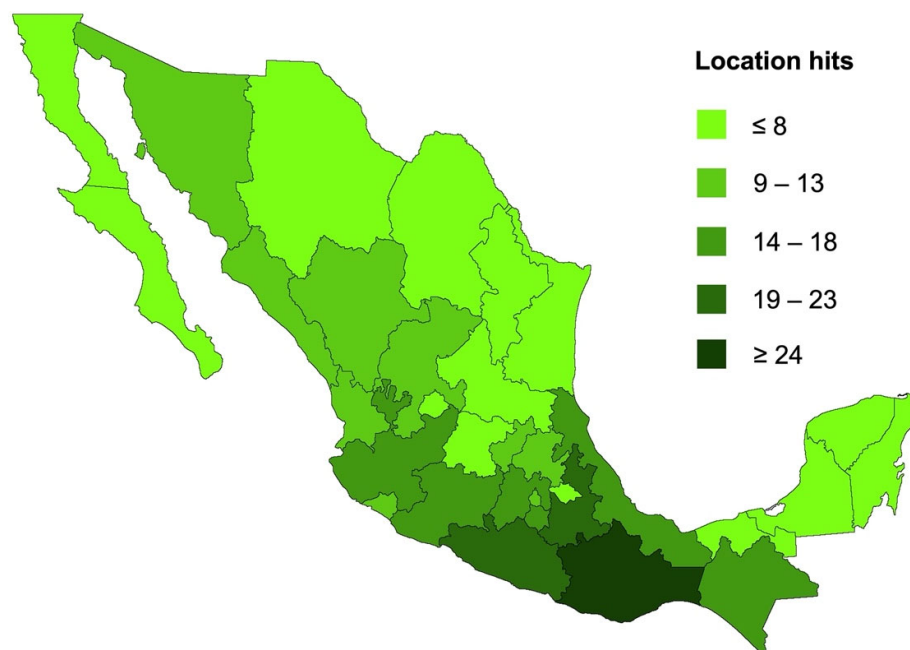 Location hits
≤ 8
9 – 13
14 – 18
19 – 23
≥ 24